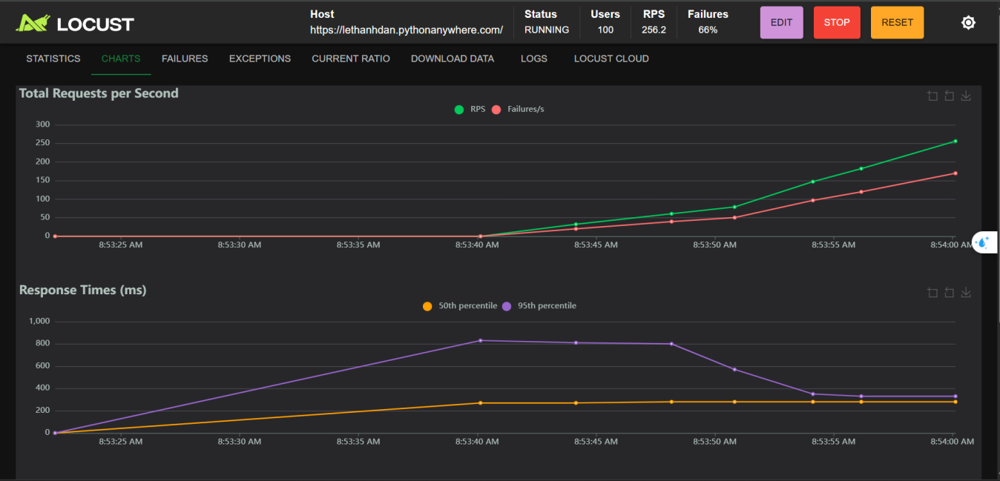 LOCUST
Host
https://lethanhdan.pythonanywhere.com/
Status
RUNNING
Users
100
RPS
256.2
Failures
66%
EDIT
STOP
RESET
STATISTICS CHARTS FAILURES EXCEPTIONS CURRENT RATIO DOWNLOAD DATA LOGS LOCUST CLOUD
Total Requests per Second
RPS Failures/s
300
250
200
150
100
50
0
8:53:25 AM 8:53:30 AM 8:53:35 AM 8:53:40 AM 8:53:45 AM 8:53:50 AM 8:53:55 AM 8:54:00 AM
Response Times (ms)
50th percentile 95th percentile
1,000
800
600
400
200
0
8:53:25 AM 8:53:30 AM 8:53:35 AM 8:53:40 AM 8:53:45 AM 8:53:50 AM 8:53:55 AM 8:54:00 AM